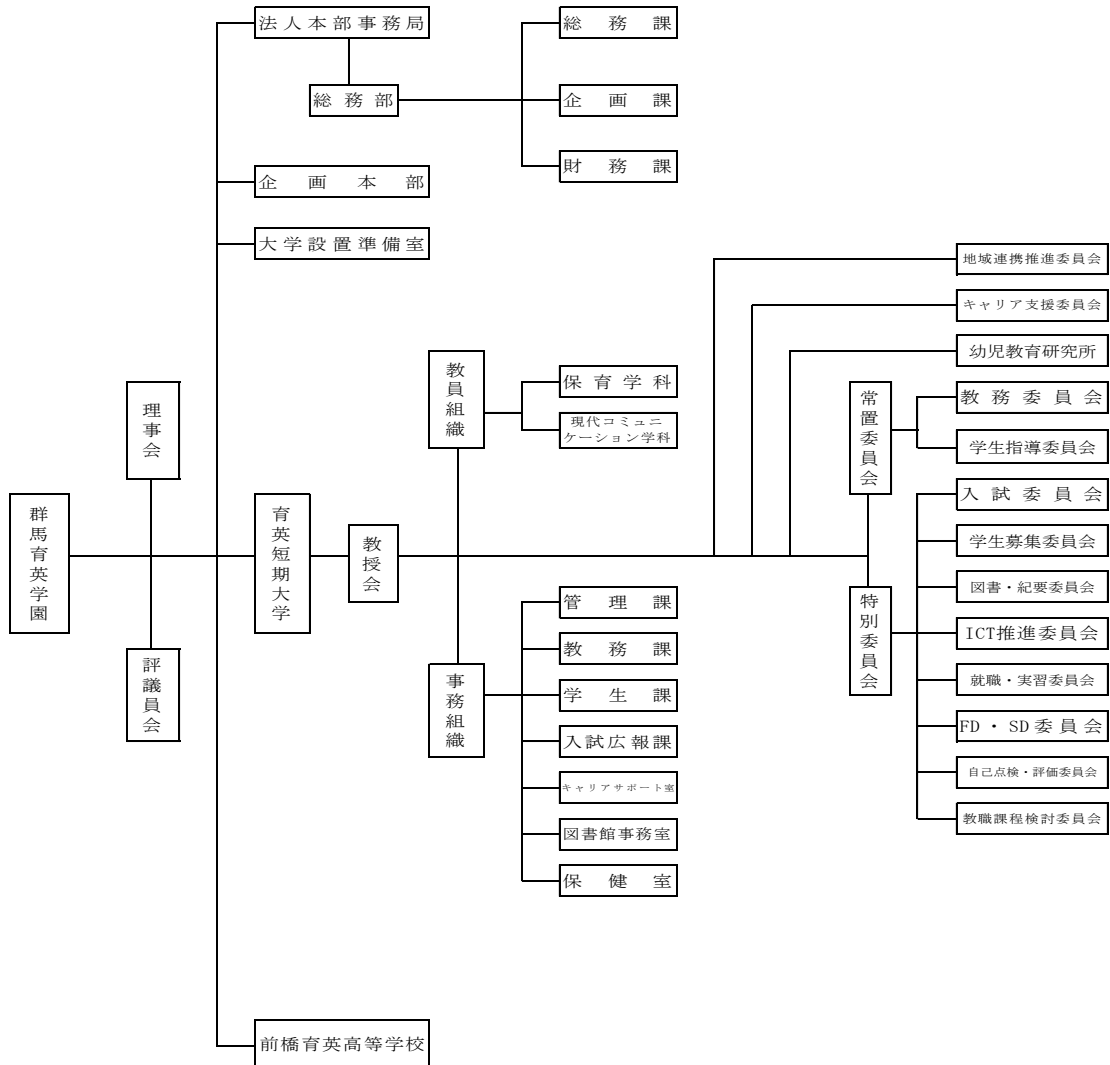 群馬育英学園
理事会
評議員会
法人本部事務局
総務部
総務課
企画課
財務課
企画本部
大学設置準備室
育英短期大学
教授会
教員組織
保育学科
現代コミュニ
ケーション学科
事務組織
管理課
教務課
学生課
入試広報課
キャリアサポート室
図書館事務室
保健室
地域連携推進委員会
キャリア支援委員会
幼児教育研究所
常置委員会
教務委員会
学生指導委員会
特別委員会
入試委員会
学生募集委員会
図書・紀要委員会
ICT推進委員会
就職・実習委員会
FD・SD委員会
自己点検・評価委員会
教職課程検討委員会
前橋育英高等学校